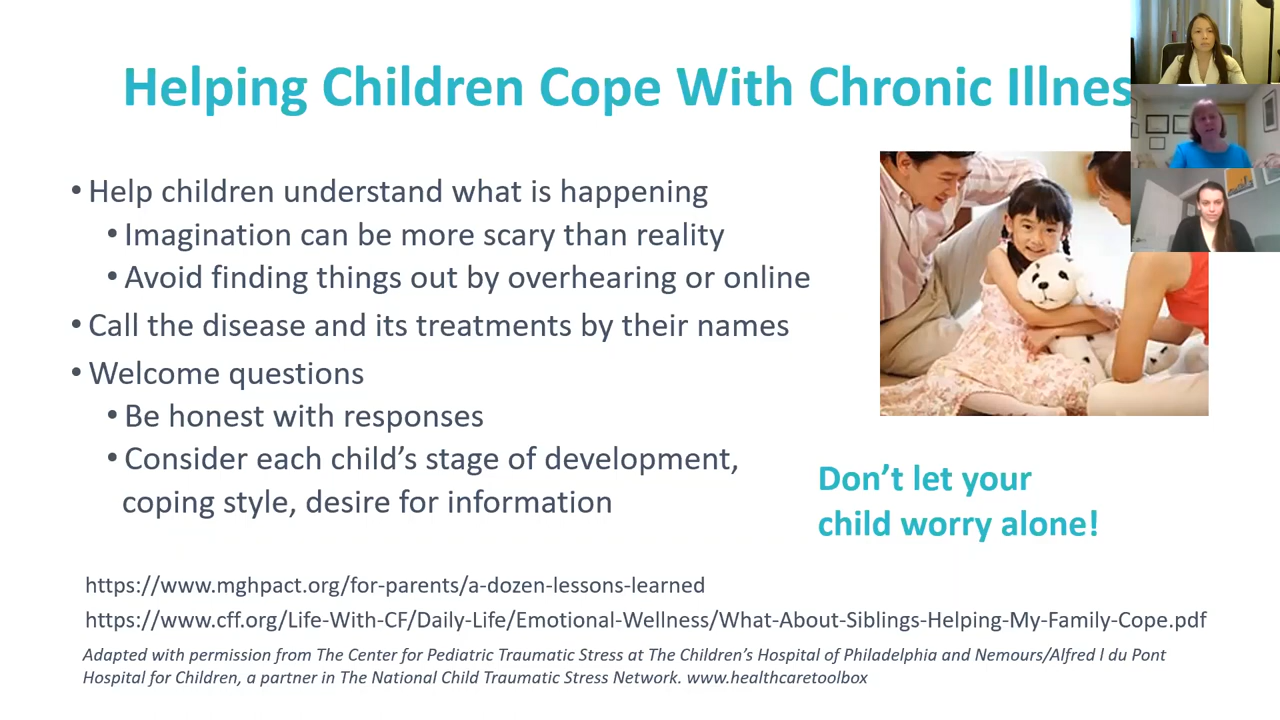 Helping Children Cope With Chronic Illnes
• Help children understand what is happening
• Imagination can be more scary than reality
• Avoid finding things out by overhearing or online
• Call the disease and its treatments by their names
• Welcome questions
• Be honest with responses
• Consider each child’s stage of development,
coping style, desire for information
Don’t let your
child worry alone!
https://www.mghpact.org/for-parents/a-dozen-lessons-learned
https://www.cff.org/Life-With-CF/Daily-Life/Emotional-Wellness/What-About-Siblings-Helping-My-Family-Cope.pdf
Adapted with permission from The Center for Pediatric Traumatic Stress at The Children’s Hospital of Philadelphia and Nemours/Alfred I du Pont
Hospital for Children, a partner in The National Child Traumatic Stress Network. www.healthcaretoolbox